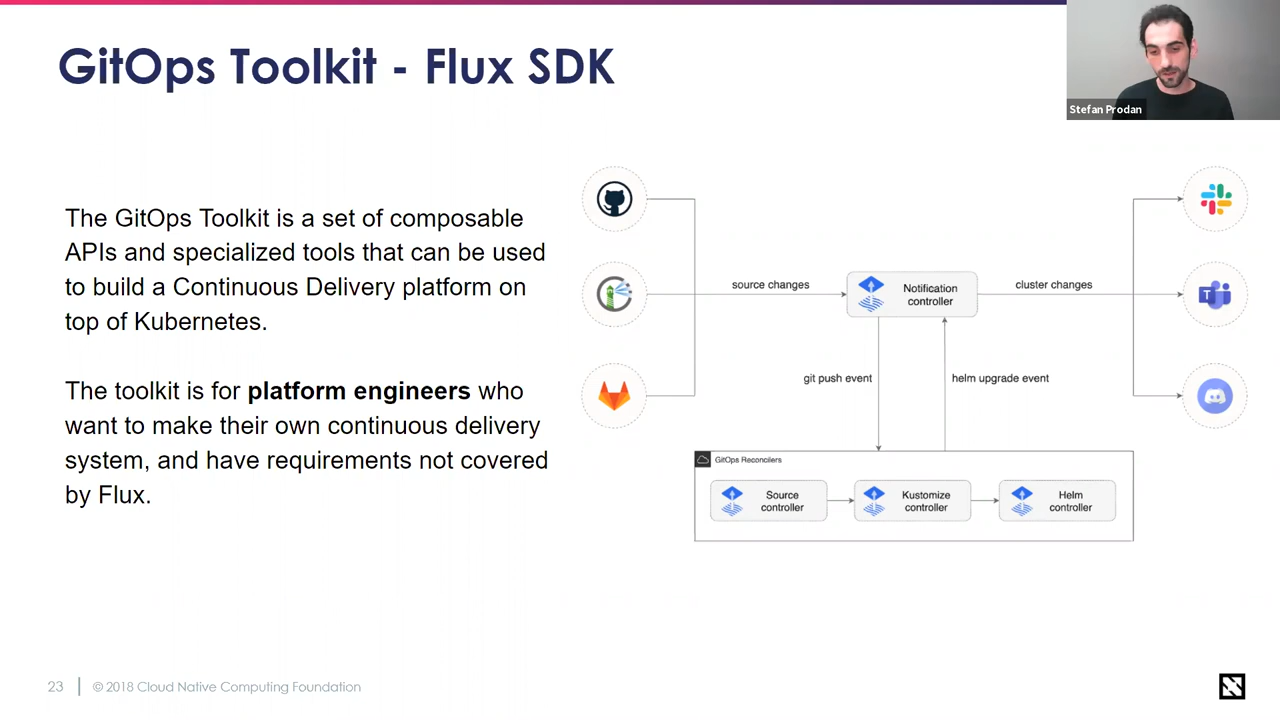 GitOps Toolkit - Flux SDK
Stefan Prodan
The GitOps Toolkit is a set of composable
APIs and specialized tools that can be used
to build a Continuous Delivery platform on
top of Kubernetes.
The toolkit is for platform engineers who
want to make their own continuous delivery
system, and have requirements not covered
by Flux.
source changes
Notification
controller
cluster changes
git push event
helm upgrade event
GitOps Reconcilers
Source
controller
Kustomize
controller
Helm
controller
23
© 2018 Cloud Native Computing Foundation